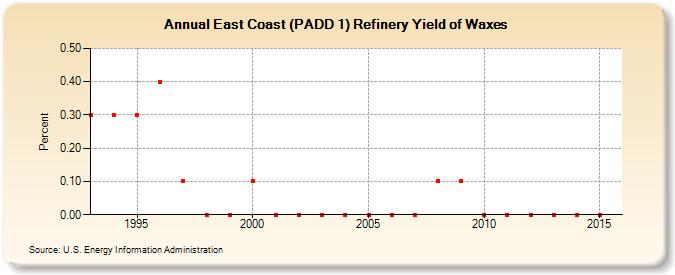 Annual East Coast (PADD 1) Refinery Yield of Waxes
Percent
0.50
0.40
0.30
0.20
0.10
0.00
1995 2000 2005 2010 2015
Source: U.S. Energy Information Administration